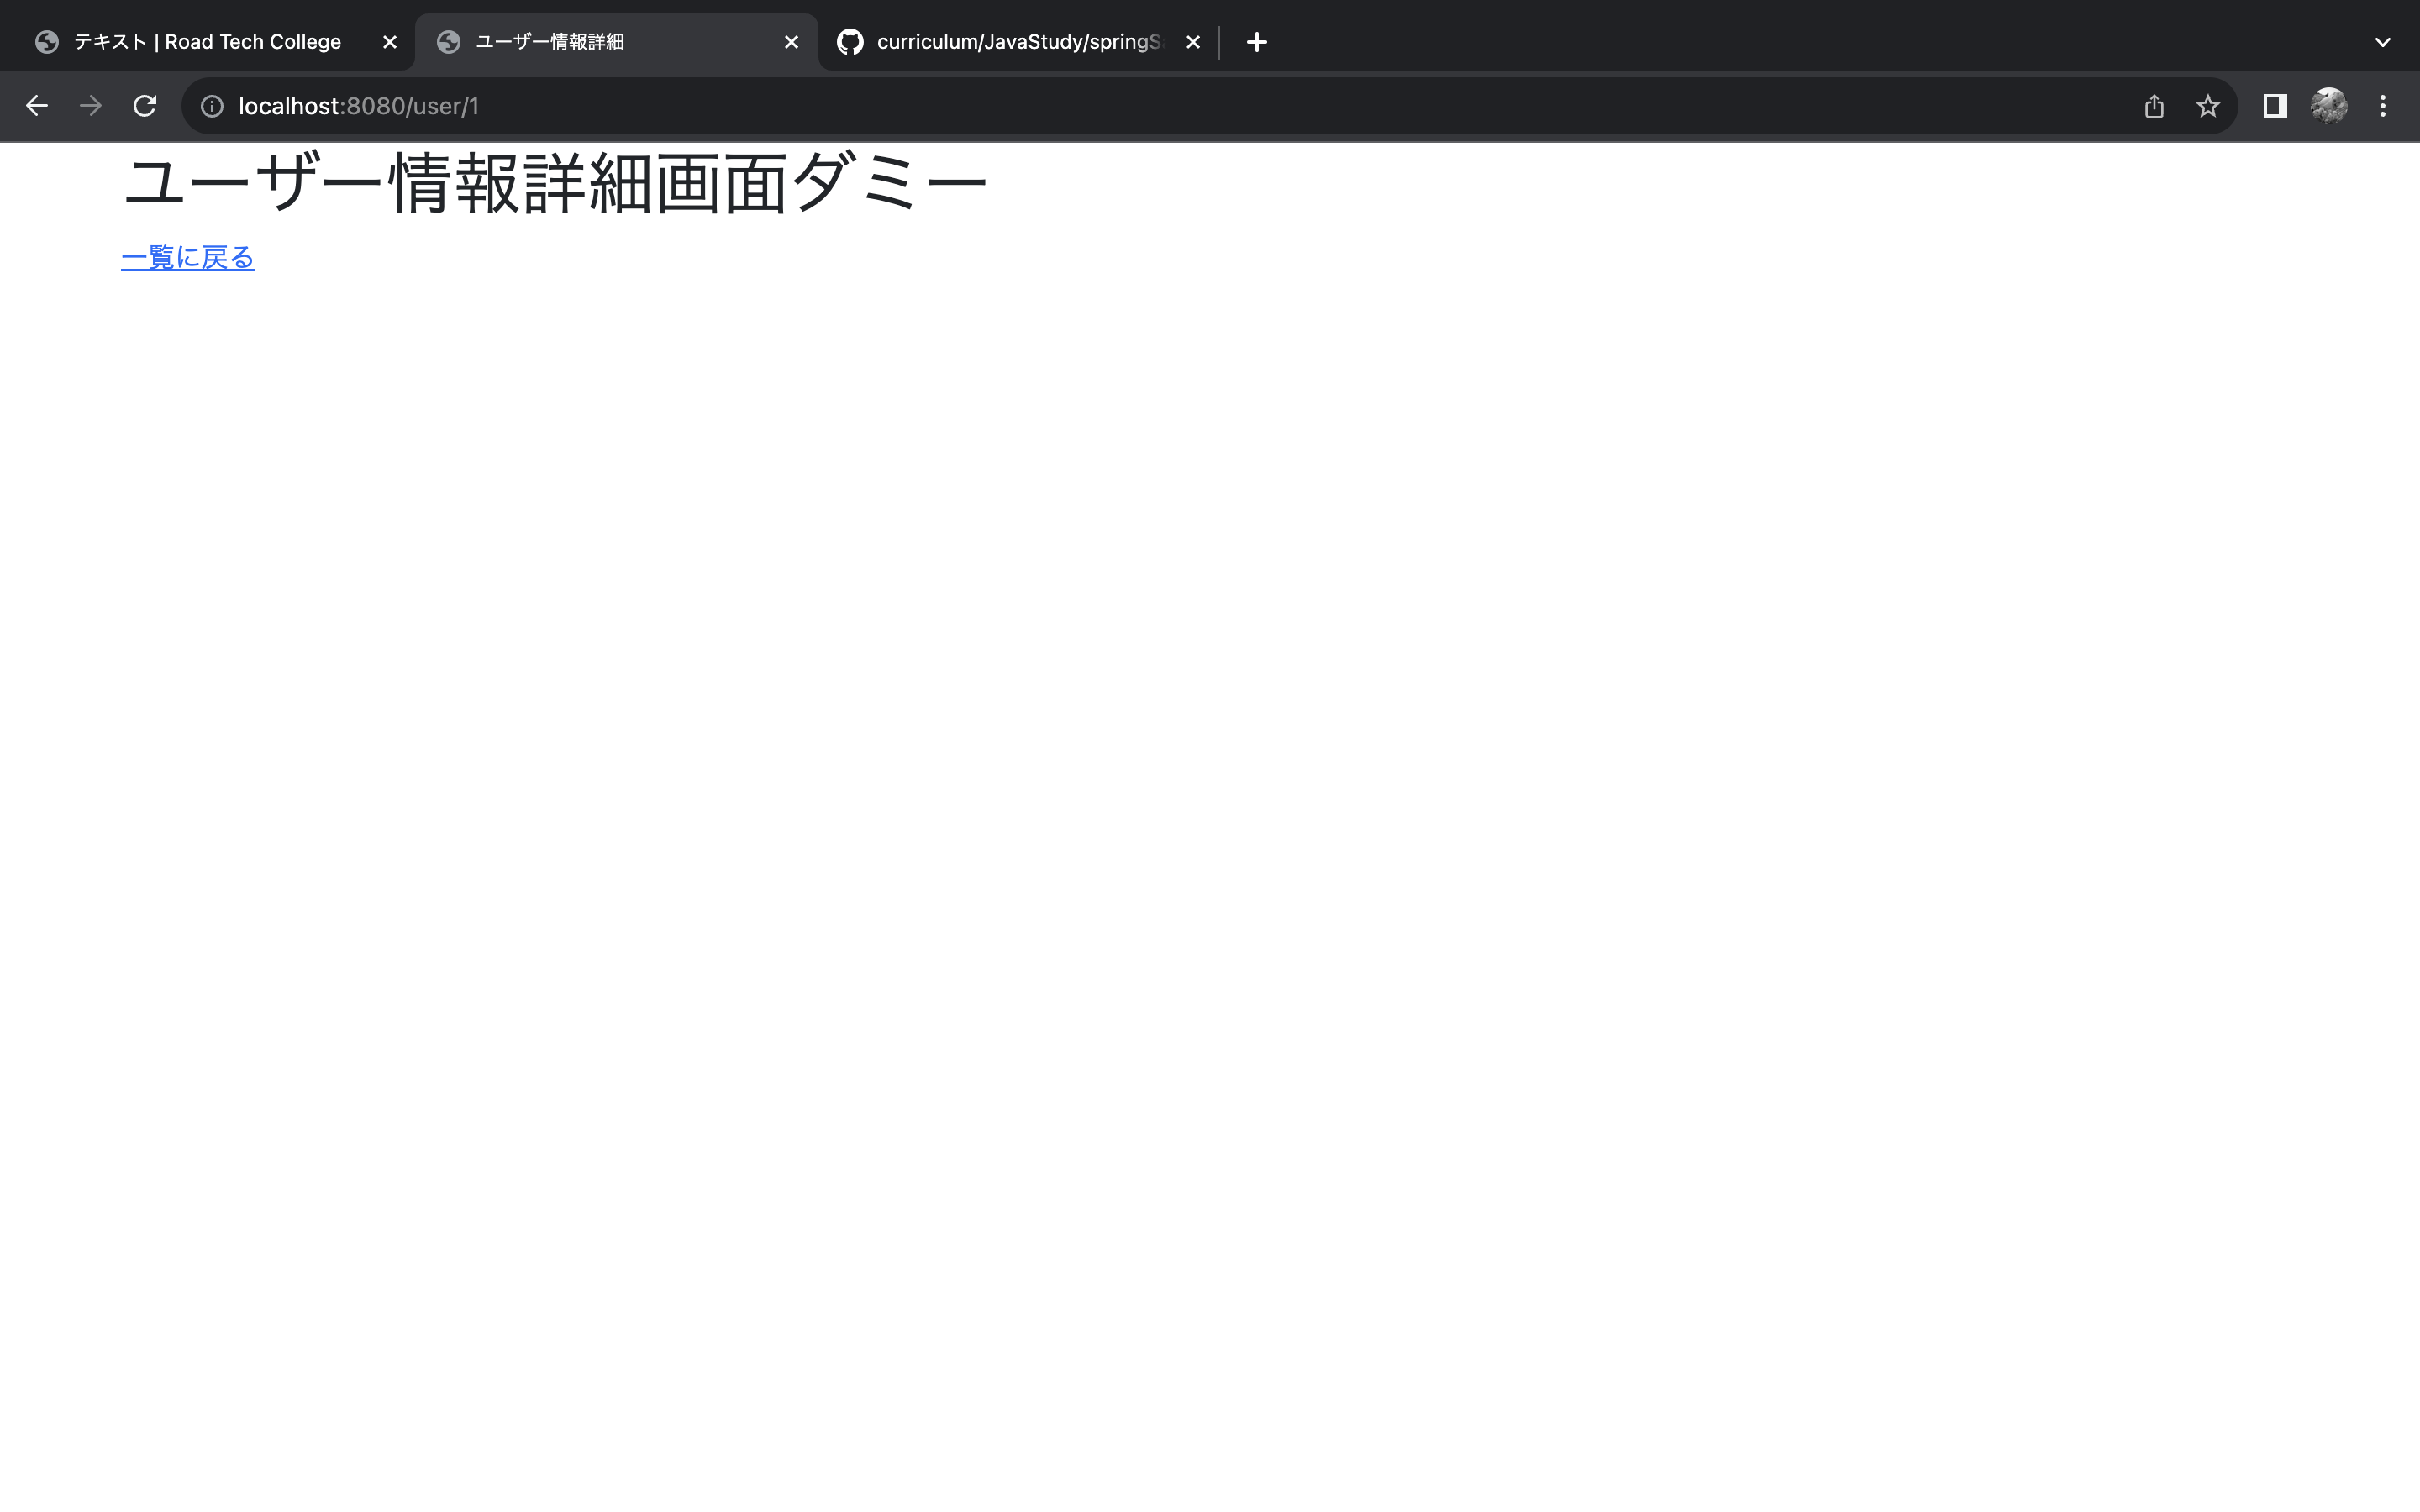 テキスト | Road Tech College
ユーザー情報詳細
curriculum/JavaStudy/springS
localhost:8080/user/1
ユーザー情報詳細画面ダミー
一覧に戻る